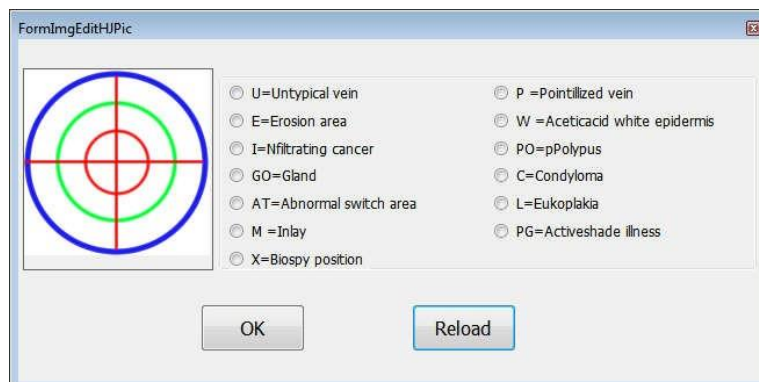 FormImgEditHJPic
U=Untypical vein
E=Erosion area
I=Nfiltrating cancer
GO=Gland
AT=Abnormal switch area
M =Inlay
X=Biospy position
P =Pointillized vein
W =Aceticacid white epidermis
PO=pPolypus
C=Condyloma
L=Eukoplakia
PG=Activeshade illness
OK
Reload